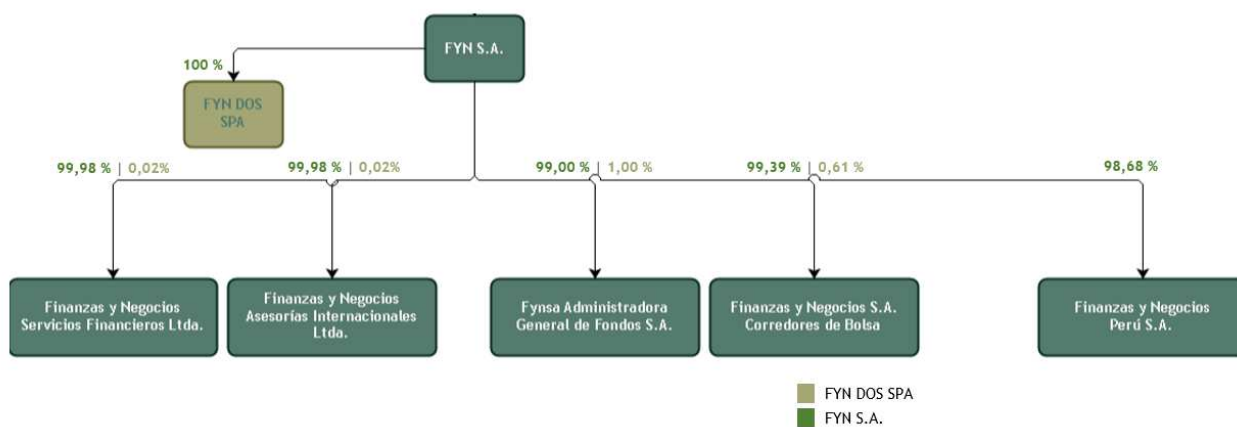 FYN S.A.
100 %
FYN DOS
SPA
99,98 % | 0,02%
99,98 % | 0,02%
99,00 % | 1,00 %
99,39 % | 0,61 %
98,68 %
Finanzas y Negocios
Servicios Financieros Ltda.
Finanzas y Negocios
Asesorías Internacionales
Ltda.
Fynsa Administradora
General de Fondos S.A.
Finanzas y Negocios S.A.
Corredores de Bolsa
Finanzas y Negocios
Perú S.A.
FYN DOS SPA
FYN S.A.